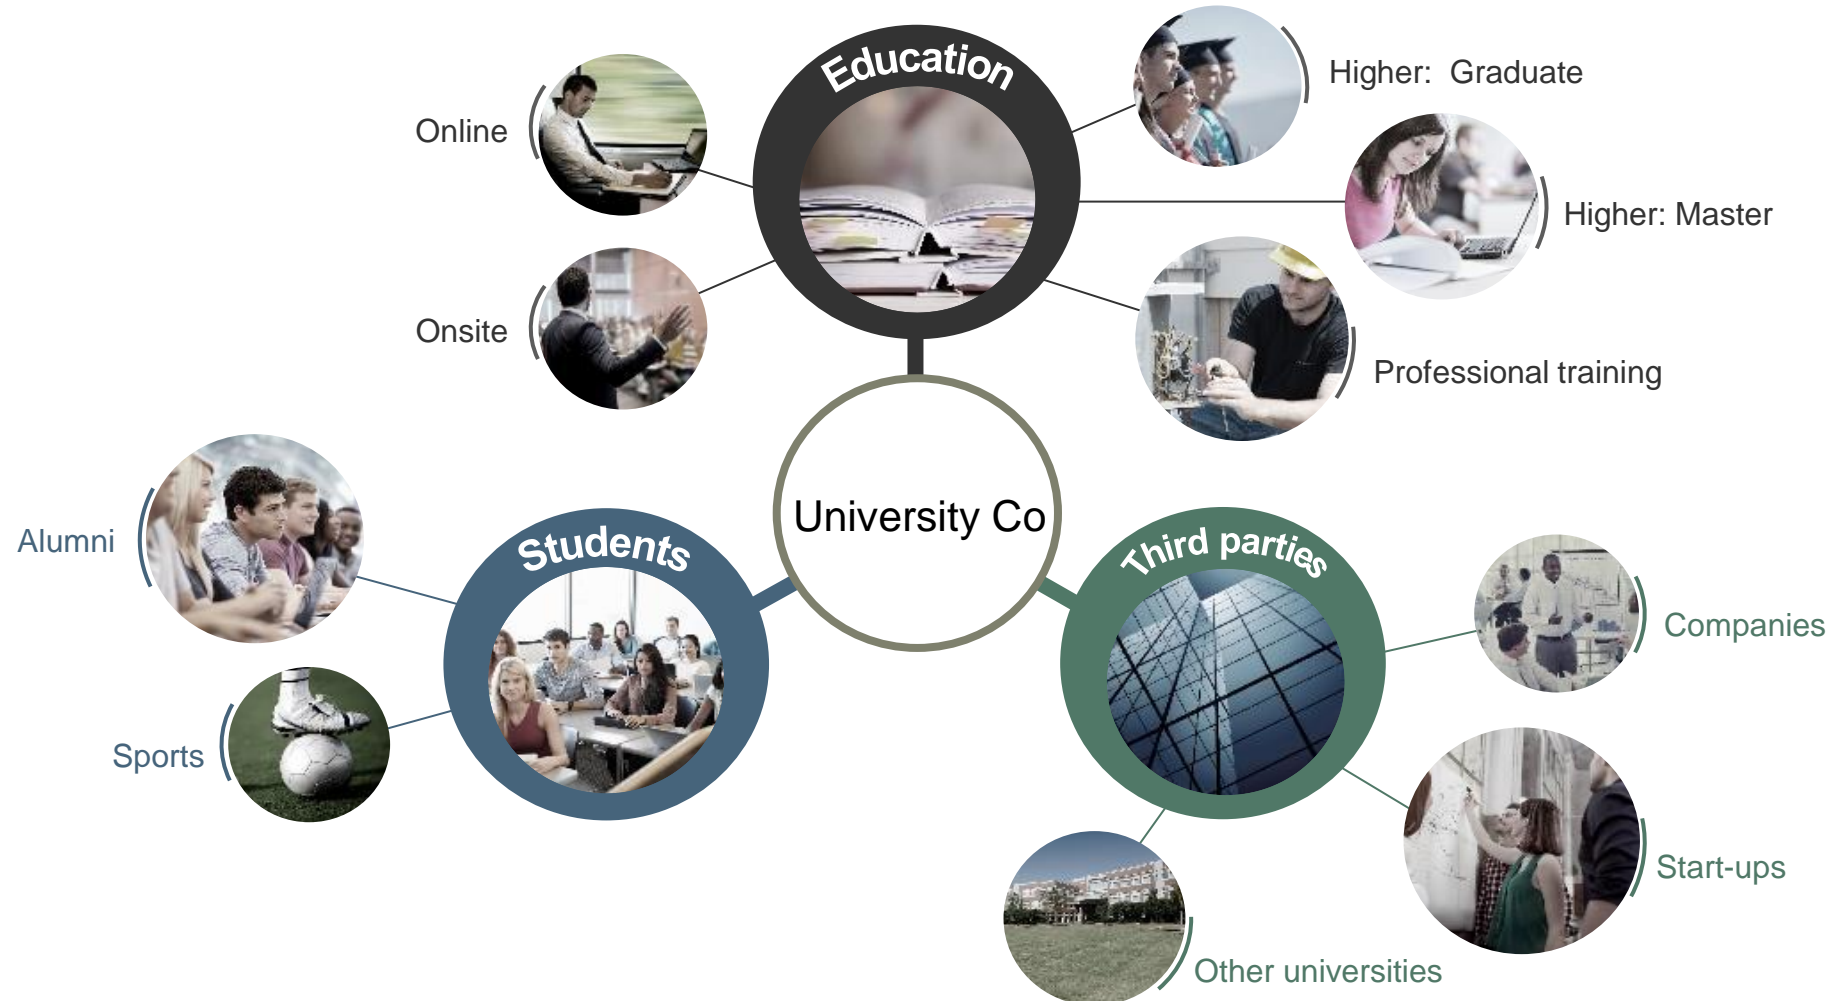 Education
Higher:  Graduate
Online
Higher: Master
Onsite
Professional training
University Co
Students
Third parties
Alumni
Companies
Sports
Start-ups
Other universities